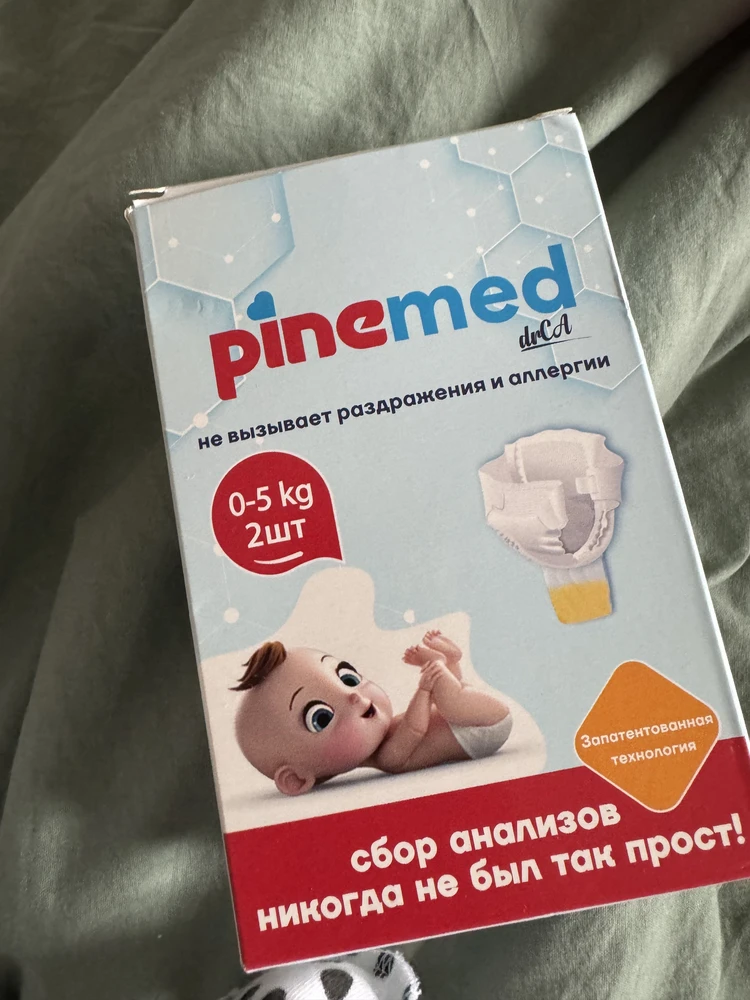 pinemed
drCA
не вызывает раздражения и аллергии
0-5 kg
2шт
Запатентованная
технология
сбор анализов
никогда не был так прост!